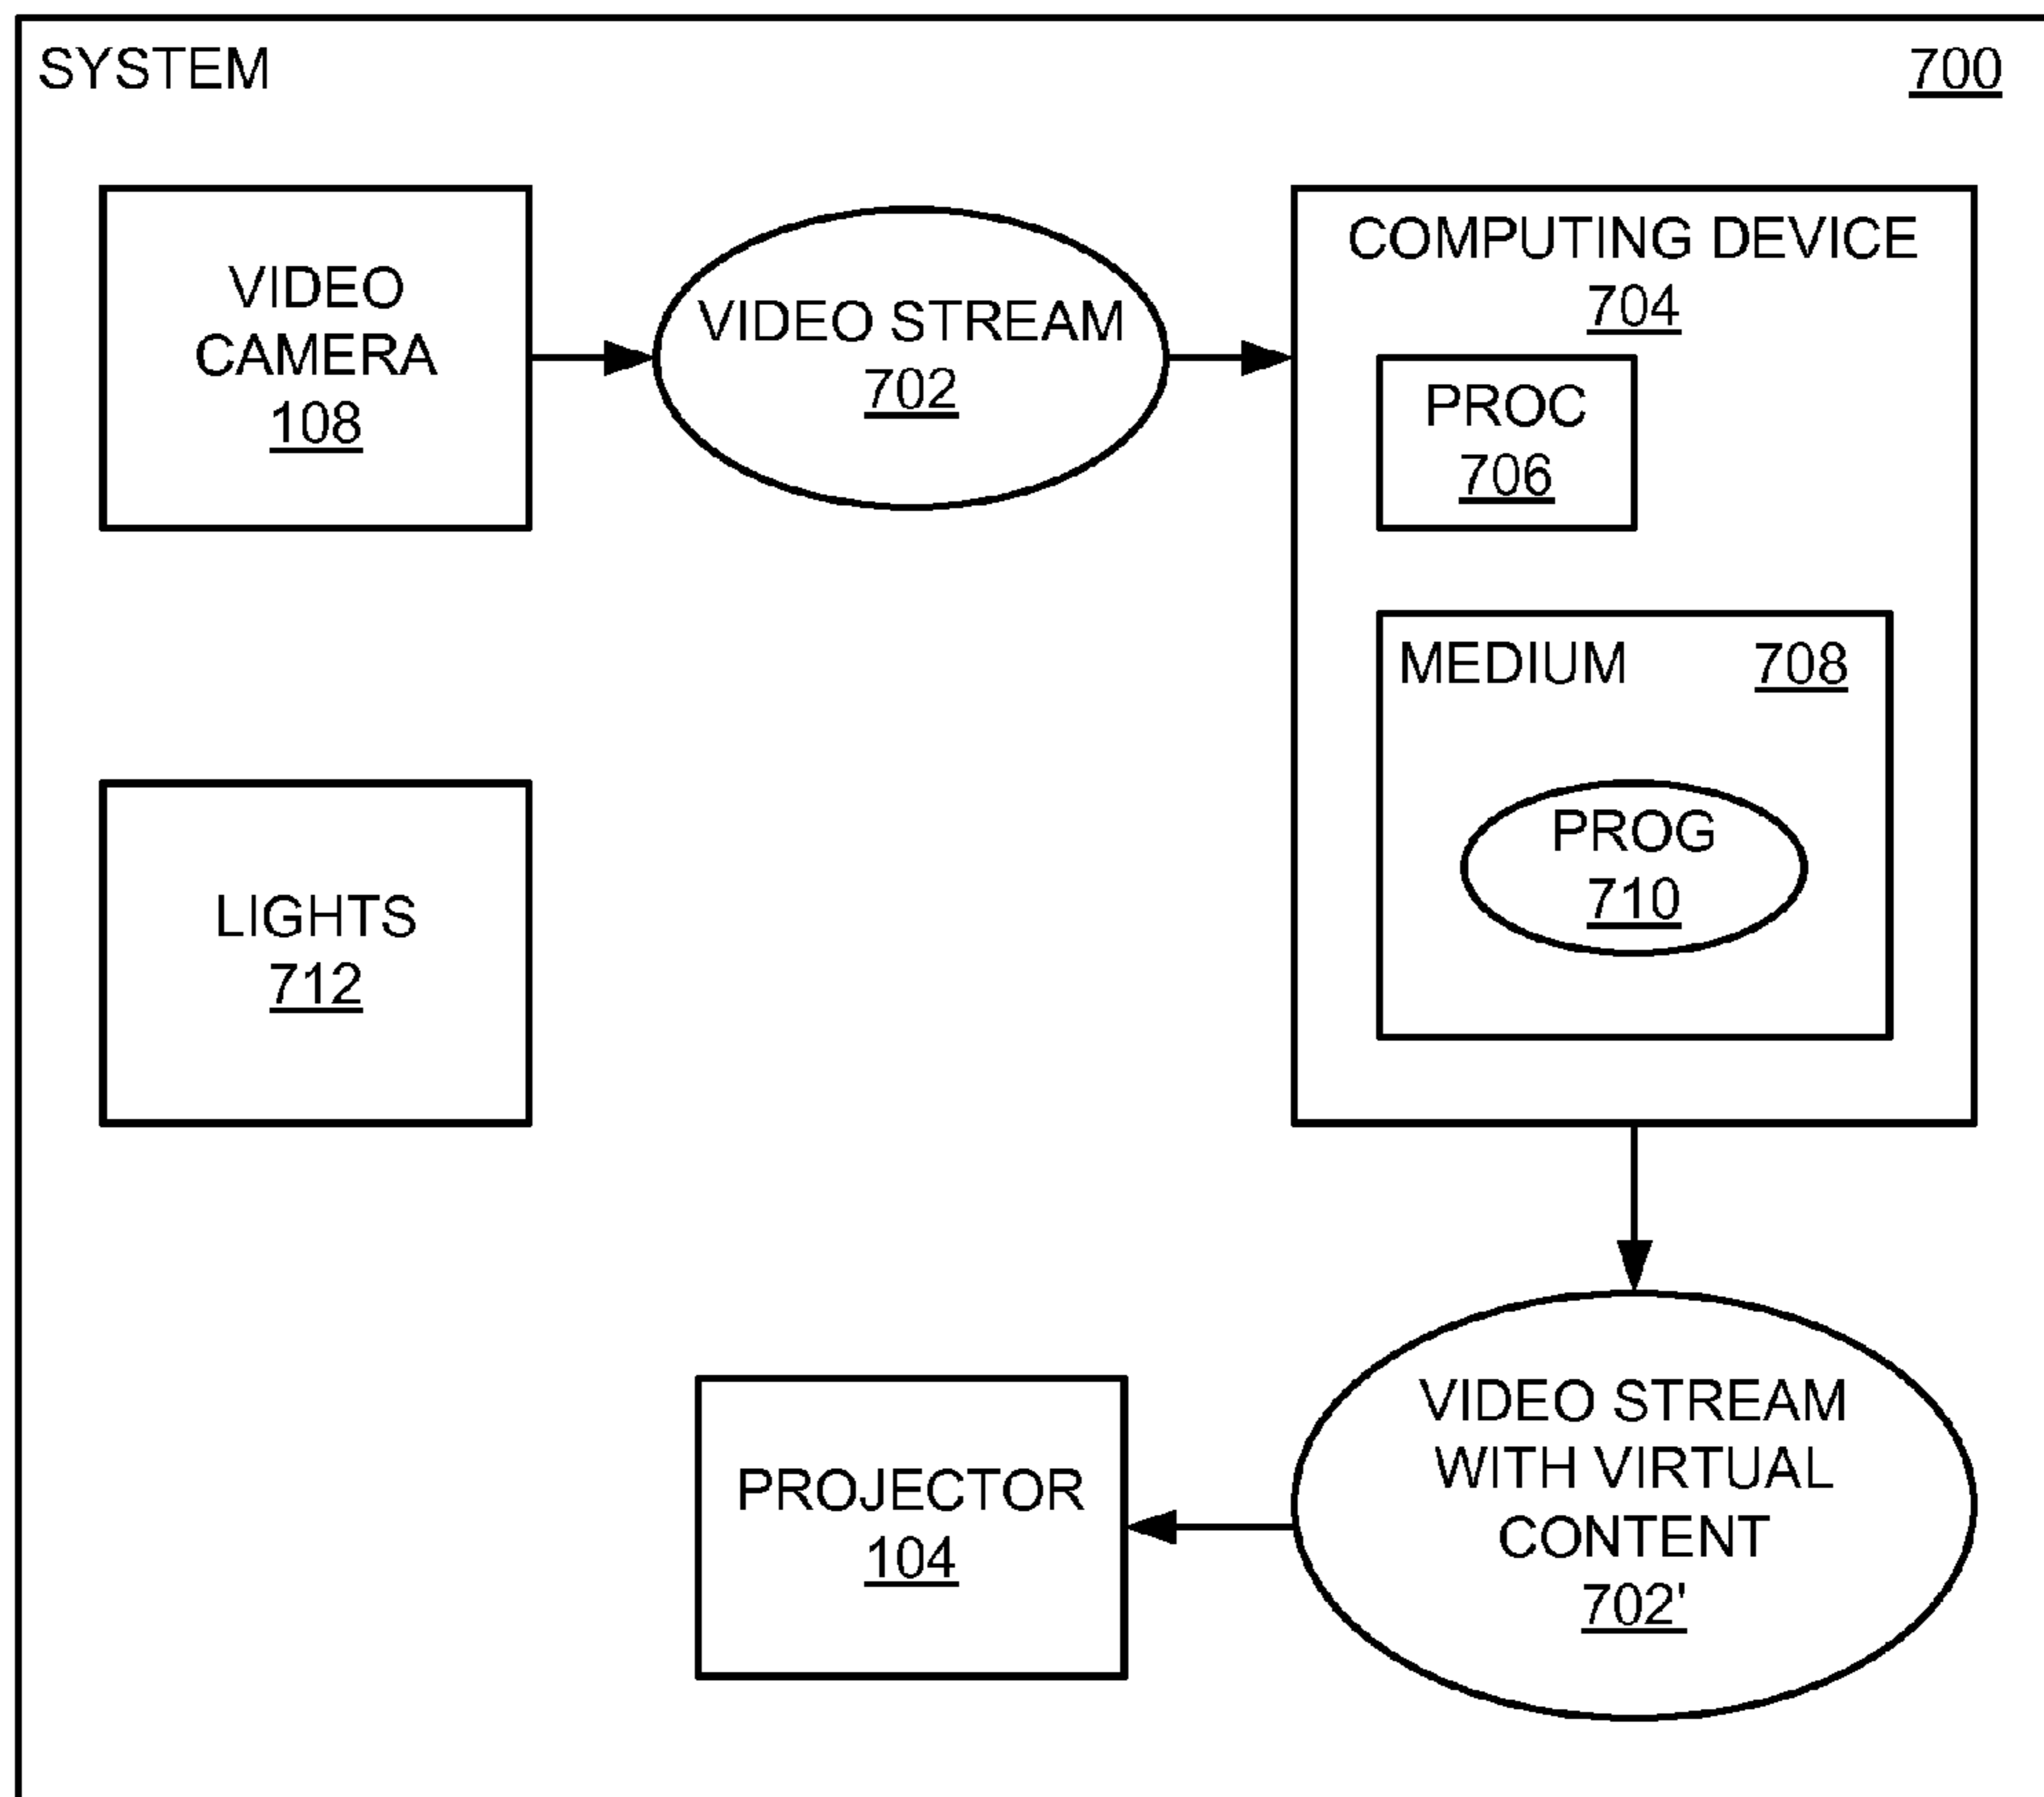 SYSTEM 700
VIDEO
CAMERA
108
VIDEO STREAM
702
COMPUTING DEVICE
704
PROC
706
MEDIUM 708
PROG
710
LIGHTS
712
VIDEO STREAM
WITH VIRTUAL
CONTENT
702'
PROJECTOR
104